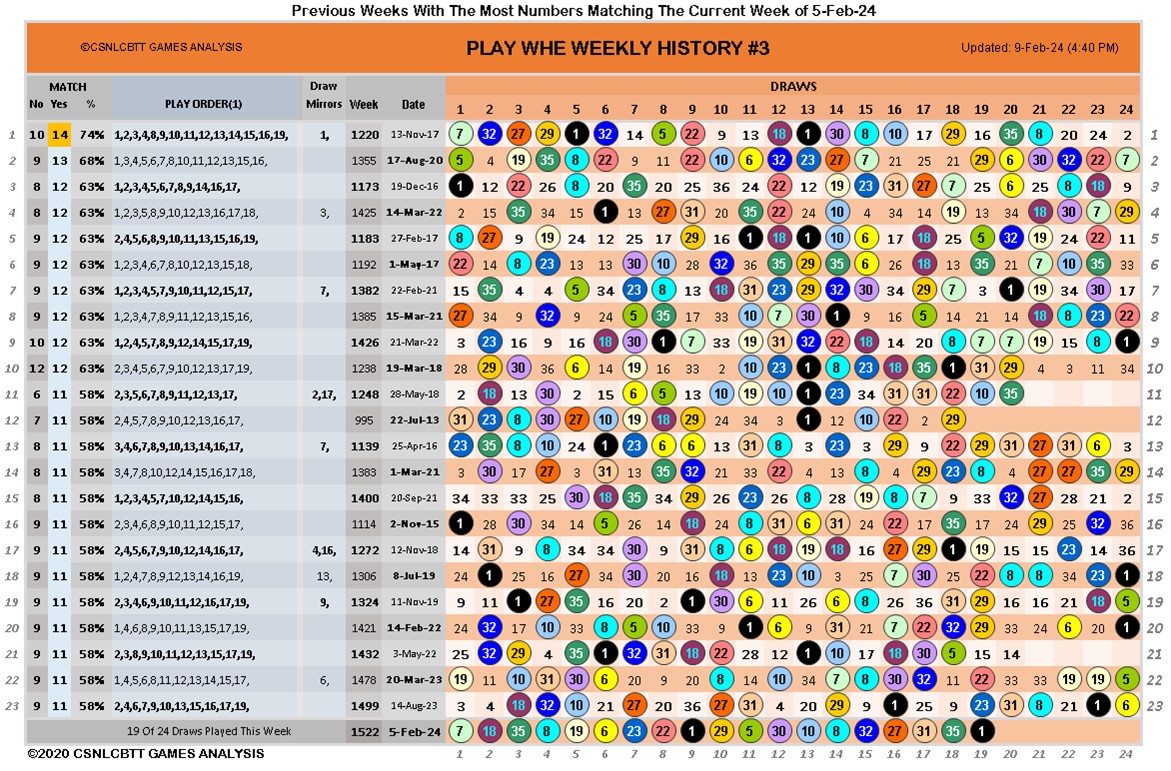 Previous Weeks With The Most Numbers Matching The Current Week of 5-Feb-24
©CSNLCBTT GAMES ANALYSIS PLAY WHE WEEKLY HISTORY #3 Updated: 9-Feb-24 (4:40 PM)
MATCH Draw DRAWS
No Yes % PLAY ORDER(1) Mirrors Week Date 1 2 3 4 5 6 7 8 9 10 11 12 13 14 15 16 17 18 19 20 21 22 23 24
1 10 14 74% 1,2,3,4,8,9,10,11,12,13,14,15,16,19, 1, 1220 13-Nov-17 7 32 27 29 1 32 14 8 22 9 13 18 1 30 8 10 17 29 16 35 8 20 24 2 1
2 9 13 68% 1,3,4,5,6,7,8,9,10,11,12,13,15,16, 1355 17-Aug-20 5 4 19 35 8 22 9 11 22 10 6 32 23 27 7 21 25 21 29 6 30 32 22 7 2
3 8 12 63% 1,2,3,4,5,6,7,8,9,14,16,17, 1173 19-Dec-16 1 12 22 26 8 20 35 20 25 36 24 22 12 19 23 31 27 7 25 6 25 8 18 9 3
4 8 12 63% 1,2,3,5,8,9,10,12,13,16,17,18, 3, 1425 14-Mar-22 2 15 35 34 15 1 13 27 31 11 35 22 24 10 4 34 14 19 13 34 18 30 7 29 4
5 9 12 63% 2,4,5,6,8,9,10,11,13,15,16,19, 1183 27-Feb-17 8 27 9 19 24 12 25 17 29 16 1 18 1 10 6 17 18 25 5 32 19 24 22 11 5
6 9 12 63% 1,2,3,4,6,7,8,10,12,13,15,18, 1192 1-May-17 22 14 8 23 13 13 30 10 28 32 36 35 29 35 6 26 18 13 35 21 7 10 35 33 6
7 9 12 63% 1,2,3,4,5,7,9,10,11,12,15,17, 7, 1382 22-Feb-21 15 35 4 4 5 34 23 8 13 18 31 23 29 32 30 34 29 7 3 1 19 34 30 17 7
8 9 12 63% 1,2,3,4,7,8,9,11,12,13,15,16, 1385 15-Mar-21 27 34 4 32 9 24 5 35 17 33 10 7 30 1 9 16 5 14 21 14 18 8 23 22 8
9 10 12 63% 1,2,4,5,7,8,9,12,14,15,17,19, 1426 21-Mar-22 3 23 16 9 16 18 30 1 7 33 19 31 32 22 18 14 20 8 7 7 19 15 8 1 9
10 12 12 63% 2,3,4,5,6,7,9,10,12,13,17,19, 1238 19-Mar-18 28 29 30 36 6 14 19 16 33 2 10 23 1 8 23 18 35 1 31 29 4 3 11 34 10
11 6 11 58% 2,3,5,6,7,8,9,11,12,13,17, 2,17, 1248 28-May-18 2 18 13 30 2 15 6 5 13 10 19 10 1 23 34 31 31 22 10 35 11
12 7 11 58% 2,4,5,7,8,9,10,12,13,16,17, 995 22-Jul-13 31 23 8 30 27 10 19 18 29 24 34 3 1 12 10 22 2 29 12
13 8 11 58% 3,4,6,7,8,9,10,13,14,16,17, 7, 1139 25-Apr-16 23 35 8 10 24 1 23 6 6 13 31 8 3 23 16 29 9 22 29 31 27 31 6 3 13
14 8 11 58% 3,4,7,8,10,12,14,15,16,17,18, 1383 1-Mar-21 3 30 17 27 3 31 13 35 32 21 33 22 4 13 8 4 29 23 8 4 27 27 35 29 14
15 8 11 58% 1,2,3,4,5,7,10,12,14,15,16, 1400 20-Sep-21 34 33 33 25 30 18 35 34 29 26 23 26 8 28 19 8 7 9 33 32 27 28 21 2 15
16 9 11 58% 2,3,4,6,8,9,10,11,12,15,17, 1114 2-Nov-15 1 28 30 34 14 5 26 14 18 24 8 31 6 31 24 22 17 35 17 24 29 25 32 36 16
17 9 11 58% 2,4,5,6,7,9,10,12,14,16,17, 4,16, 1272 12-Nov-18 14 31 9 8 34 34 30 9 31 8 6 18 19 18 16 27 29 1 19 15 15 23 14 36 17
18 9 11 58% 1,2,4,7,8,9,12,13,14,16,19, 13, 1306 8-Jul-19 24 1 25 16 27 34 30 20 16 18 13 23 10 3 25 7 30 25 22 8 8 34 23 1 18
19 9 11 58% 2,3,4,6,9,10,11,12,16,17,19, 9, 1324 11-Nov-19 9 11 1 27 35 16 20 2 1 30 6 11 26 6 8 26 36 31 29 16 16 21 18 5 19
20 9 11 58% 1,4,6,8,9,10,11,13,15,17,19, 1421 14-Feb-22 24 32 17 10 33 8 5 10 33 9 1 6 9 31 21 7 22 32 29 33 24 6 20 1 20
21 9 11 58% 2,3,8,9,10,11,12,13,15,17,19, 1432 3-May-22 25 32 29 4 35 1 32 31 18 22 28 12 1 10 17 18 30 5 15 14 21
22 9 11 58% 1,4,5,6,8,11,12,13,14,15,17, 6, 1478 20-Mar-23 19 11 10 31 30 6 20 9 20 8 14 10 35 7 8 30 32 11 22 33 33 19 19 5 22
23 9 11 58% 2,4,6,7,9,10,13,15,16,17,19, 1499 14-Aug-23 3 4 18 32 10 21 27 20 36 27 31 4 20 29 9 1 25 9 23 31 8 21 1 6 23
19 Of 24 Draws Played This Week 1522 5-Feb-24 7 18 35 8 19 6 23 22 1 29 5 30 10 8 32 27 31 35 1
©2020 CSNLCBTT GAMES ANALYSIS 1 2 3 4 5 6 7 8 9 10 11 12 13 14 15 16 17 18 19 20 21 22 23 24